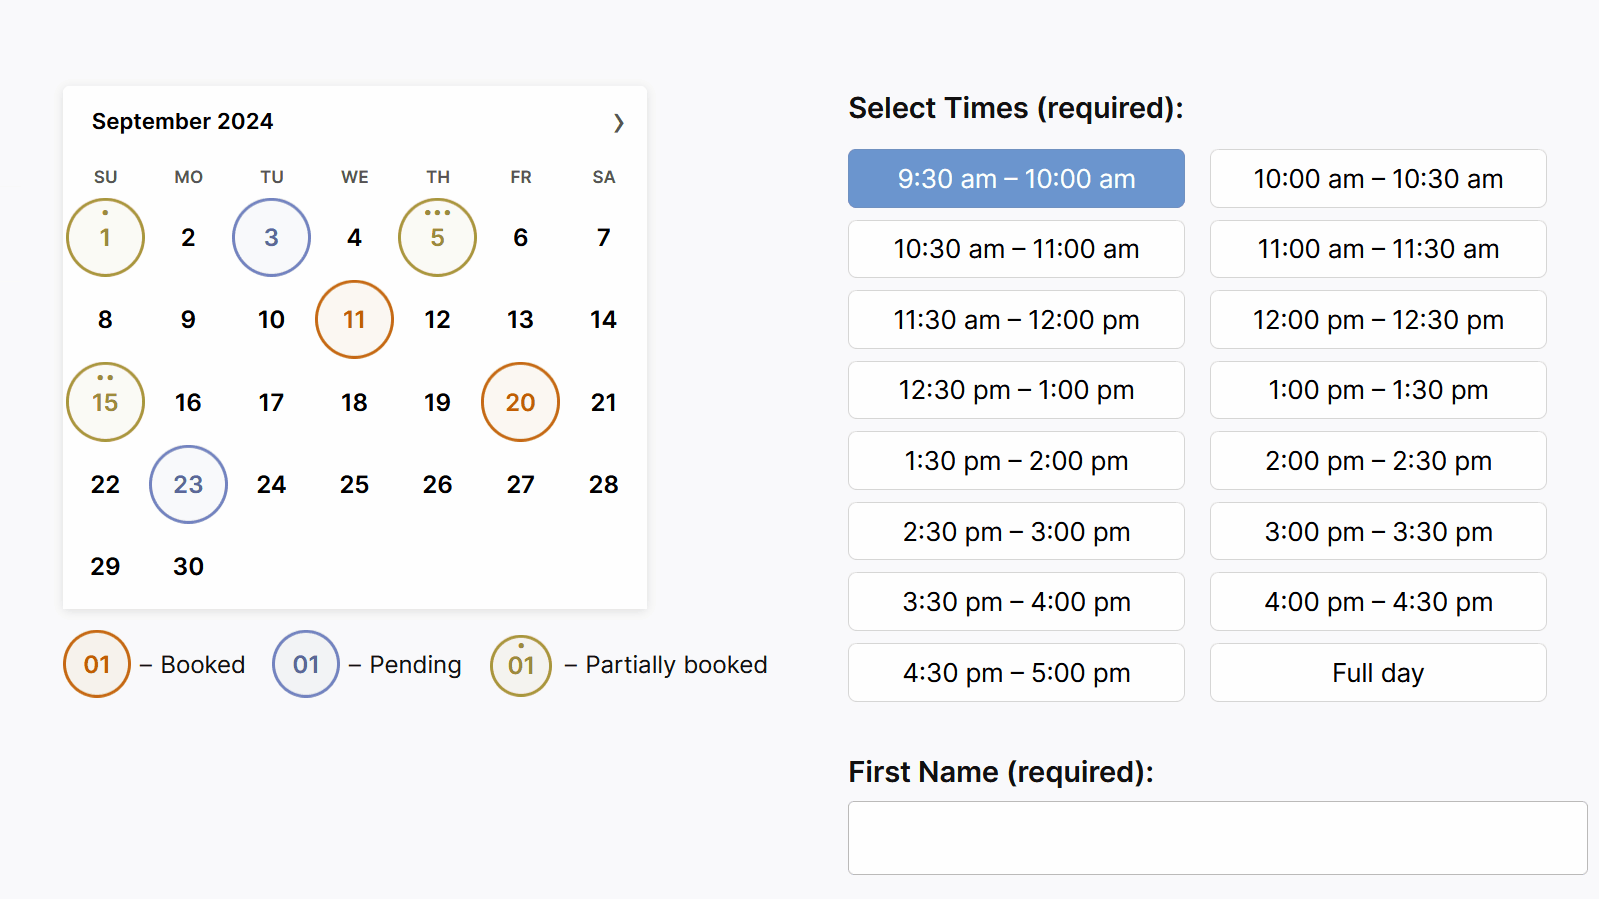 September 2024 ❯
SU MO TU WE TH FR SA
1 2 3 4 5 6 7
8 9 10 11 12 13 14
15 16 17 18 19 20 21
22 23 24 25 26 27 28
29 30
01 – Booked 01 – Pending 01 – Partially booked
Select Times (required):
9:30 am – 10:00 am 10:00 am – 10:30 am
10:30 am – 11:00 am 11:00 am – 11:30 am
11:30 am – 12:00 pm 12:00 pm – 12:30 pm
12:30 pm – 1:00 pm 1:00 pm – 1:30 pm
1:30 pm – 2:00 pm 2:00 pm – 2:30 pm
2:30 pm – 3:00 pm 3:00 pm – 3:30 pm
3:30 pm – 4:00 pm 4:00 pm – 4:30 pm
4:30 pm – 5:00 pm Full day
First Name (required):